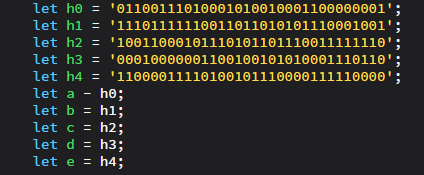 let h0 = '01100111010001010010001100000001';
let h1 = '11101111110011011010101110001001';
let h2 = '10011000101110101101110011111110';
let h3 = '00010000001100100101010001110110';
let h4 = '11000011110100101110000111110000';
let a - h0;
let b = h1;
let c = h2;
let d = h3;
let e = h4;